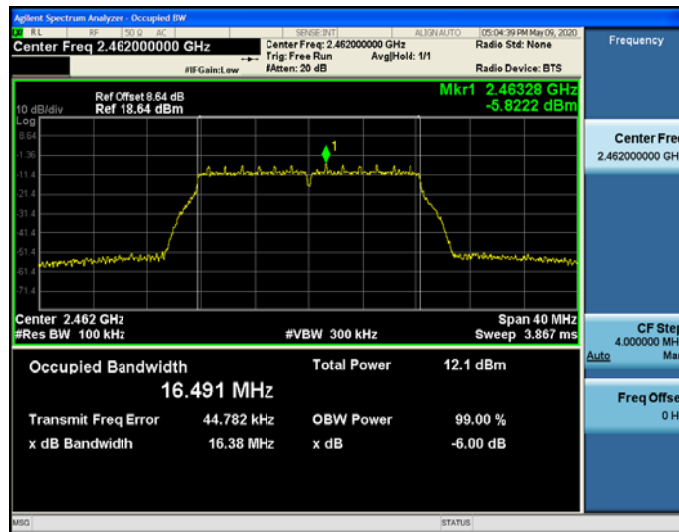 Agilent Spectrum Analyzer - Occupied BW
RL RF 50 Ω AC SENSE:INT ALIGN AUTO 05:04:39 PM May 09, 2020
Center Freq 2.462000000 GHz
Center Freq: 2.462000000 GHz
Radio Std: None
Trig: Free Run Avg|Hold: 1/1
#IFGain:Low #Atten: 20 dB Radio Device: BTS
Frequency
Mkr1 2.46328 GHz
-5.8222 dBm
Ref Offset 8.64 dB
10 dB/div Ref 18.64 dBm
Log
8.64
-1.36
-11.4
-21.4
-31.4
-41.4
-51.4
-61.4
-71.4
1
Center Fre
2.462000000 GH
Center 2.462 GHz Span 40 MHz
#Res BW 100 kHz #VBW 300 kHz Sweep 3.867 ms
CF Step
4.000000 MH
Auto Ma
Occupied Bandwidth Total Power 12.1 dBm
16.491 MHz
Transmit Freq Error 44.782 kHz OBW Power 99.00 %
x dB Bandwidth 16.38 MHz x dB -6.00 dB
Freq Offse
0 H
MSG STATUS